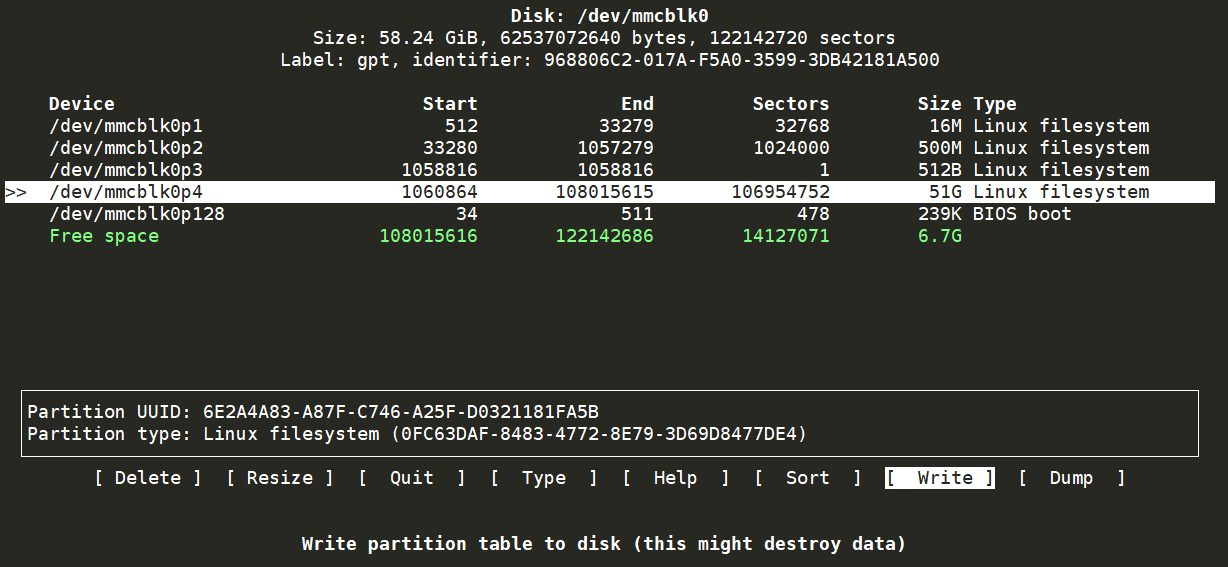 Disk: /dev/mmcblk0
Size: 58.24 GiB, 62537072640 bytes, 122142720 sectors
Label: gpt, identifier: 968806C2-017A-F5A0-3599-3DB42181A500
Device Start End Sectors Size Type
/dev/mmcblk0p1 512 33279 32768 16M Linux filesystem
/dev/mmcblk0p2 33280 1057279 1024000 500M Linux filesystem
/dev/mmcblk0p3 1058816 1058816 1 512B Linux filesystem
>> /dev/mmcblk0p4 1060864 108015615 106954752 51G Linux filesystem
/dev/mmcblk0p128 34 511 478 239K BIOS boot
Free space 108015616 122142686 14127071 6.7G
Partition UUID: 6E2A4A83-A87F-C746-A25F-D0321181FA5B
Partition type: Linux filesystem (0FC63DAF-8483-4772-8E79-3D69D8477DE4)
[ Delete ] [ Resize ] [ Quit ] [ Type ] [ Help ] [ Sort ] [ Write ] [ Dump ]
Write partition table to disk (this might destroy data)